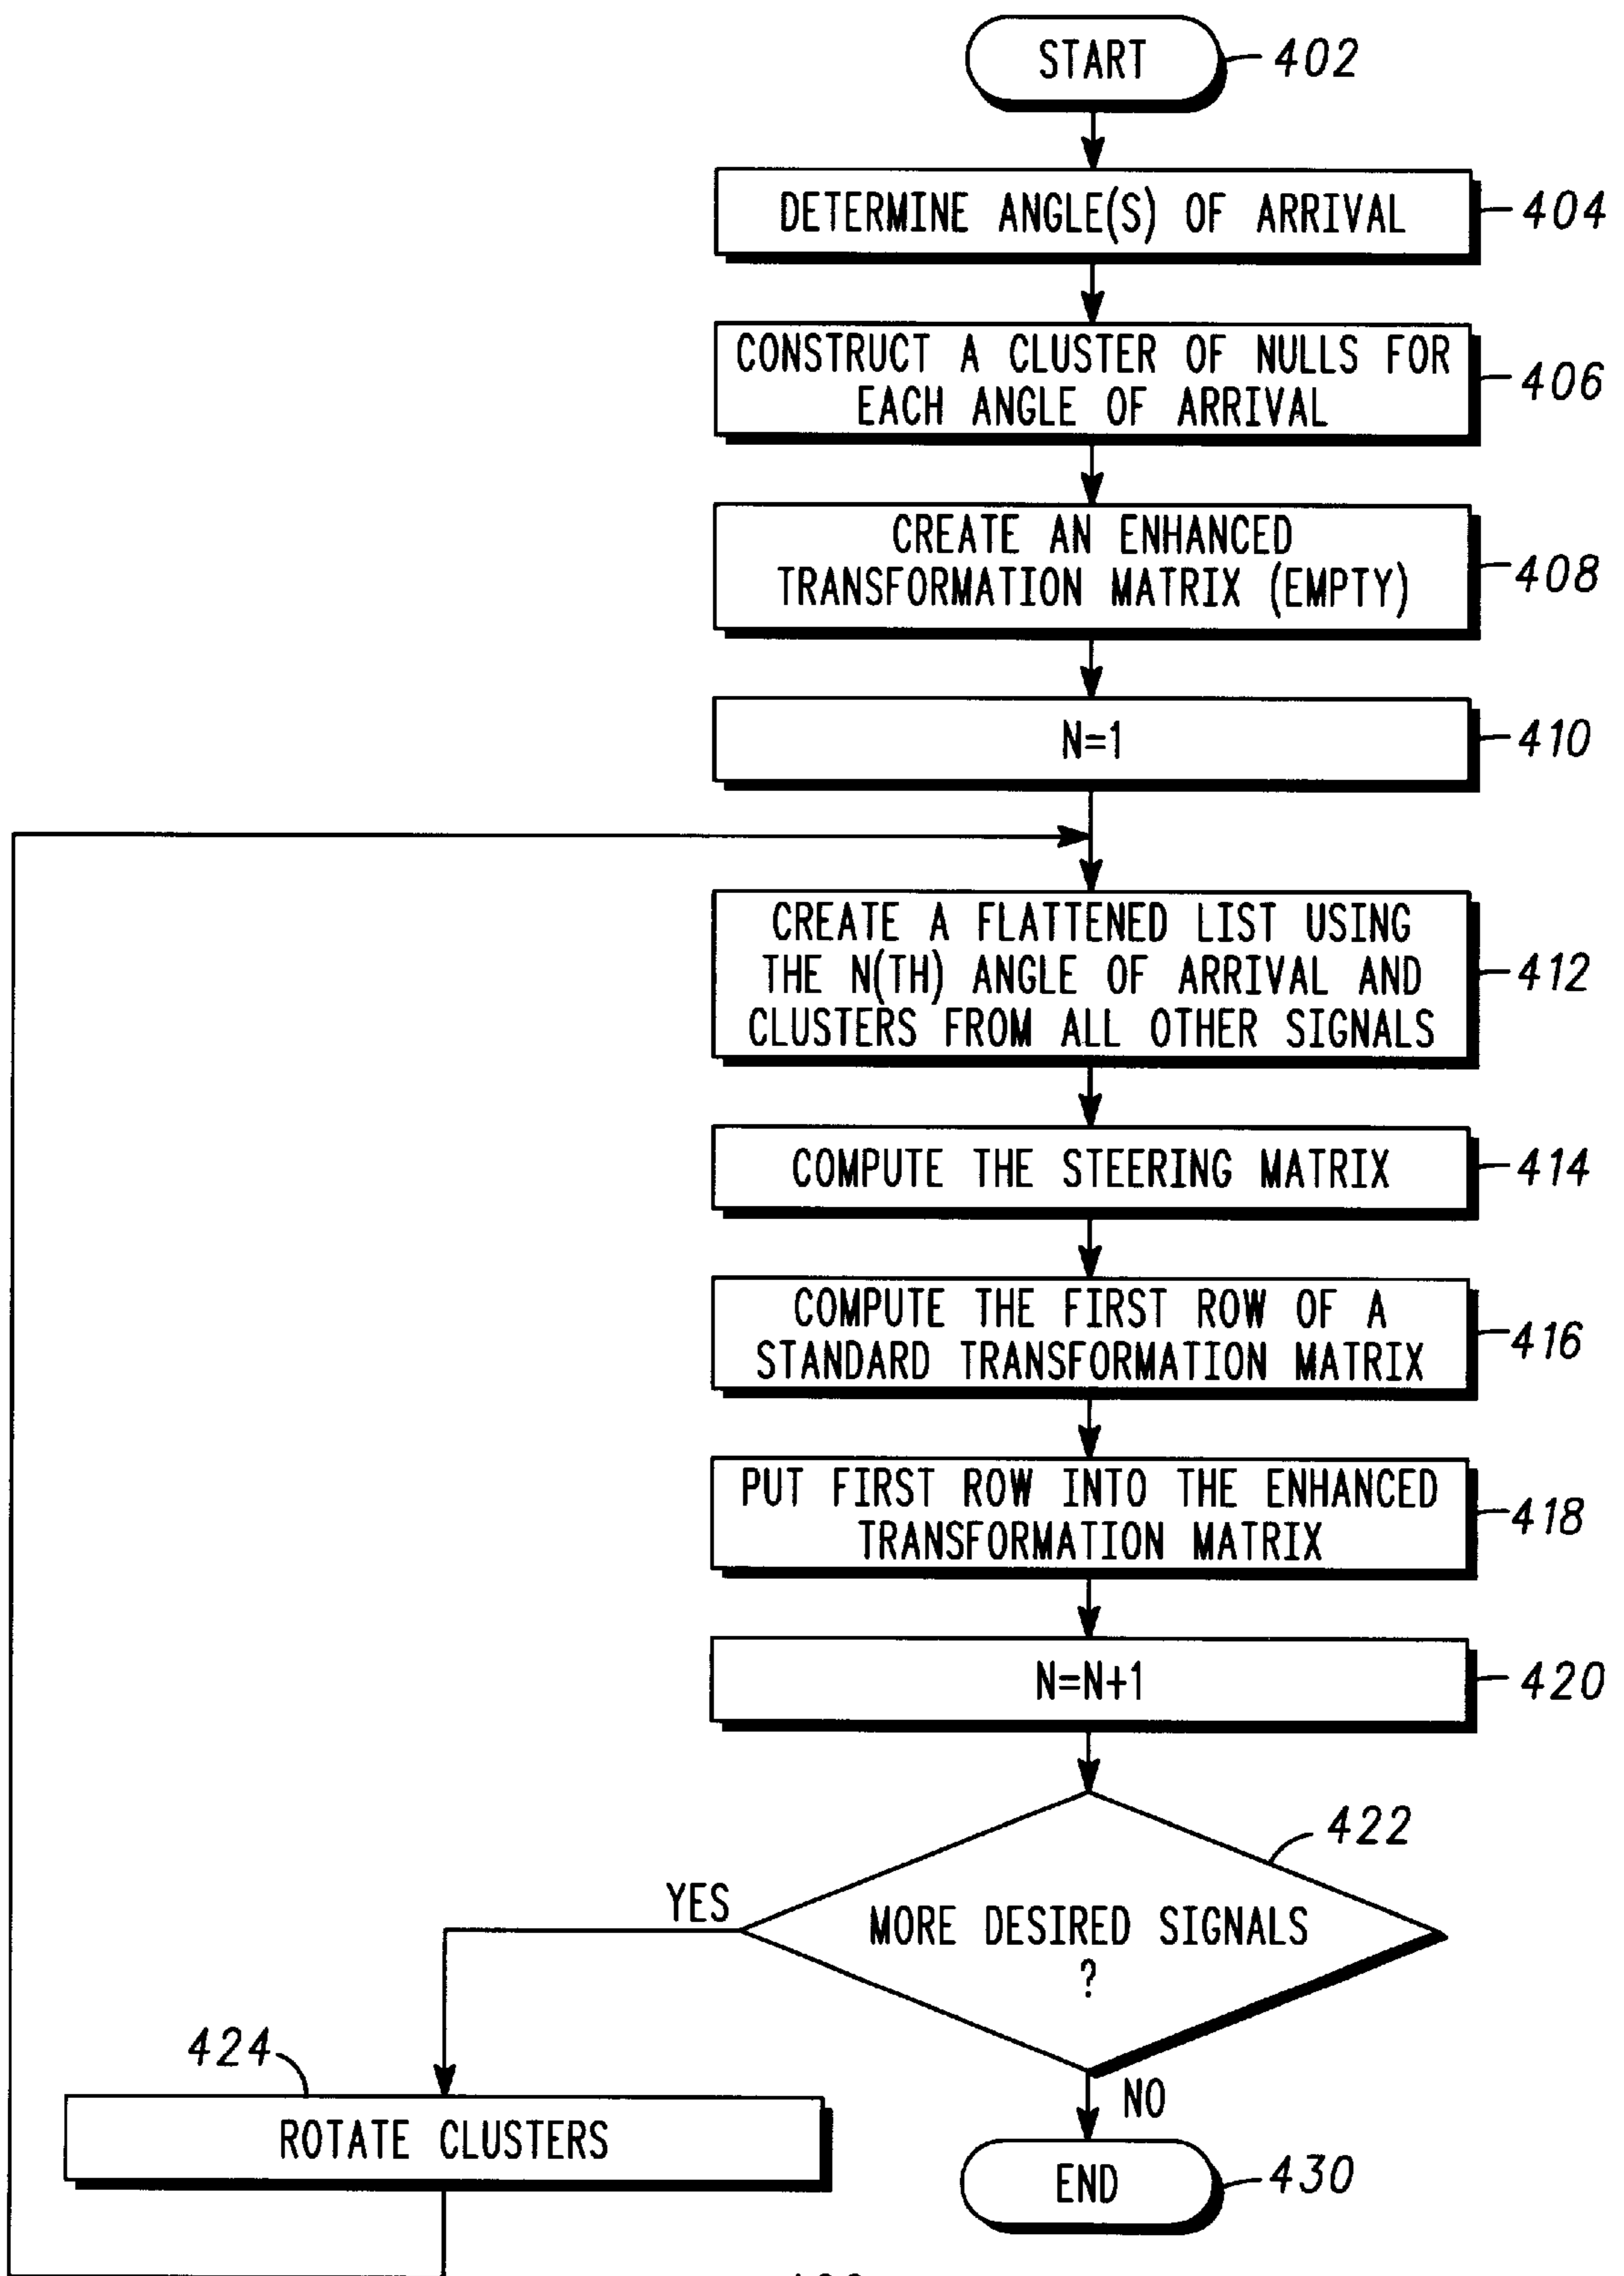 START
402
DETERMINE ANGLE(S) OF ARRIVAL
404
CONSTRUCT A CLUSTER OF NULLS FOR
EACH ANGLE OF ARRIVAL
406
CREATE AN ENHANCED
TRANSFORMATION MATRIX (EMPTY)
408
N=1
410
CREATE A FLATTENED LIST USING
THE N(TH) ANGLE OF ARRIVAL AND
CLUSTERS FROM ALL OTHER SIGNALS
412
COMPUTE THE STEERING MATRIX
414
COMPUTE THE FIRST ROW OF A
STANDARD TRANSFORMATION MATRIX
416
PUT FIRST ROW INTO THE ENHANCED
TRANSFORMATION MATRIX
418
N=N+1
420
422
MORE DESIRED SIGNALS
?
YES
NO
424
ROTATE CLUSTERS
END
430